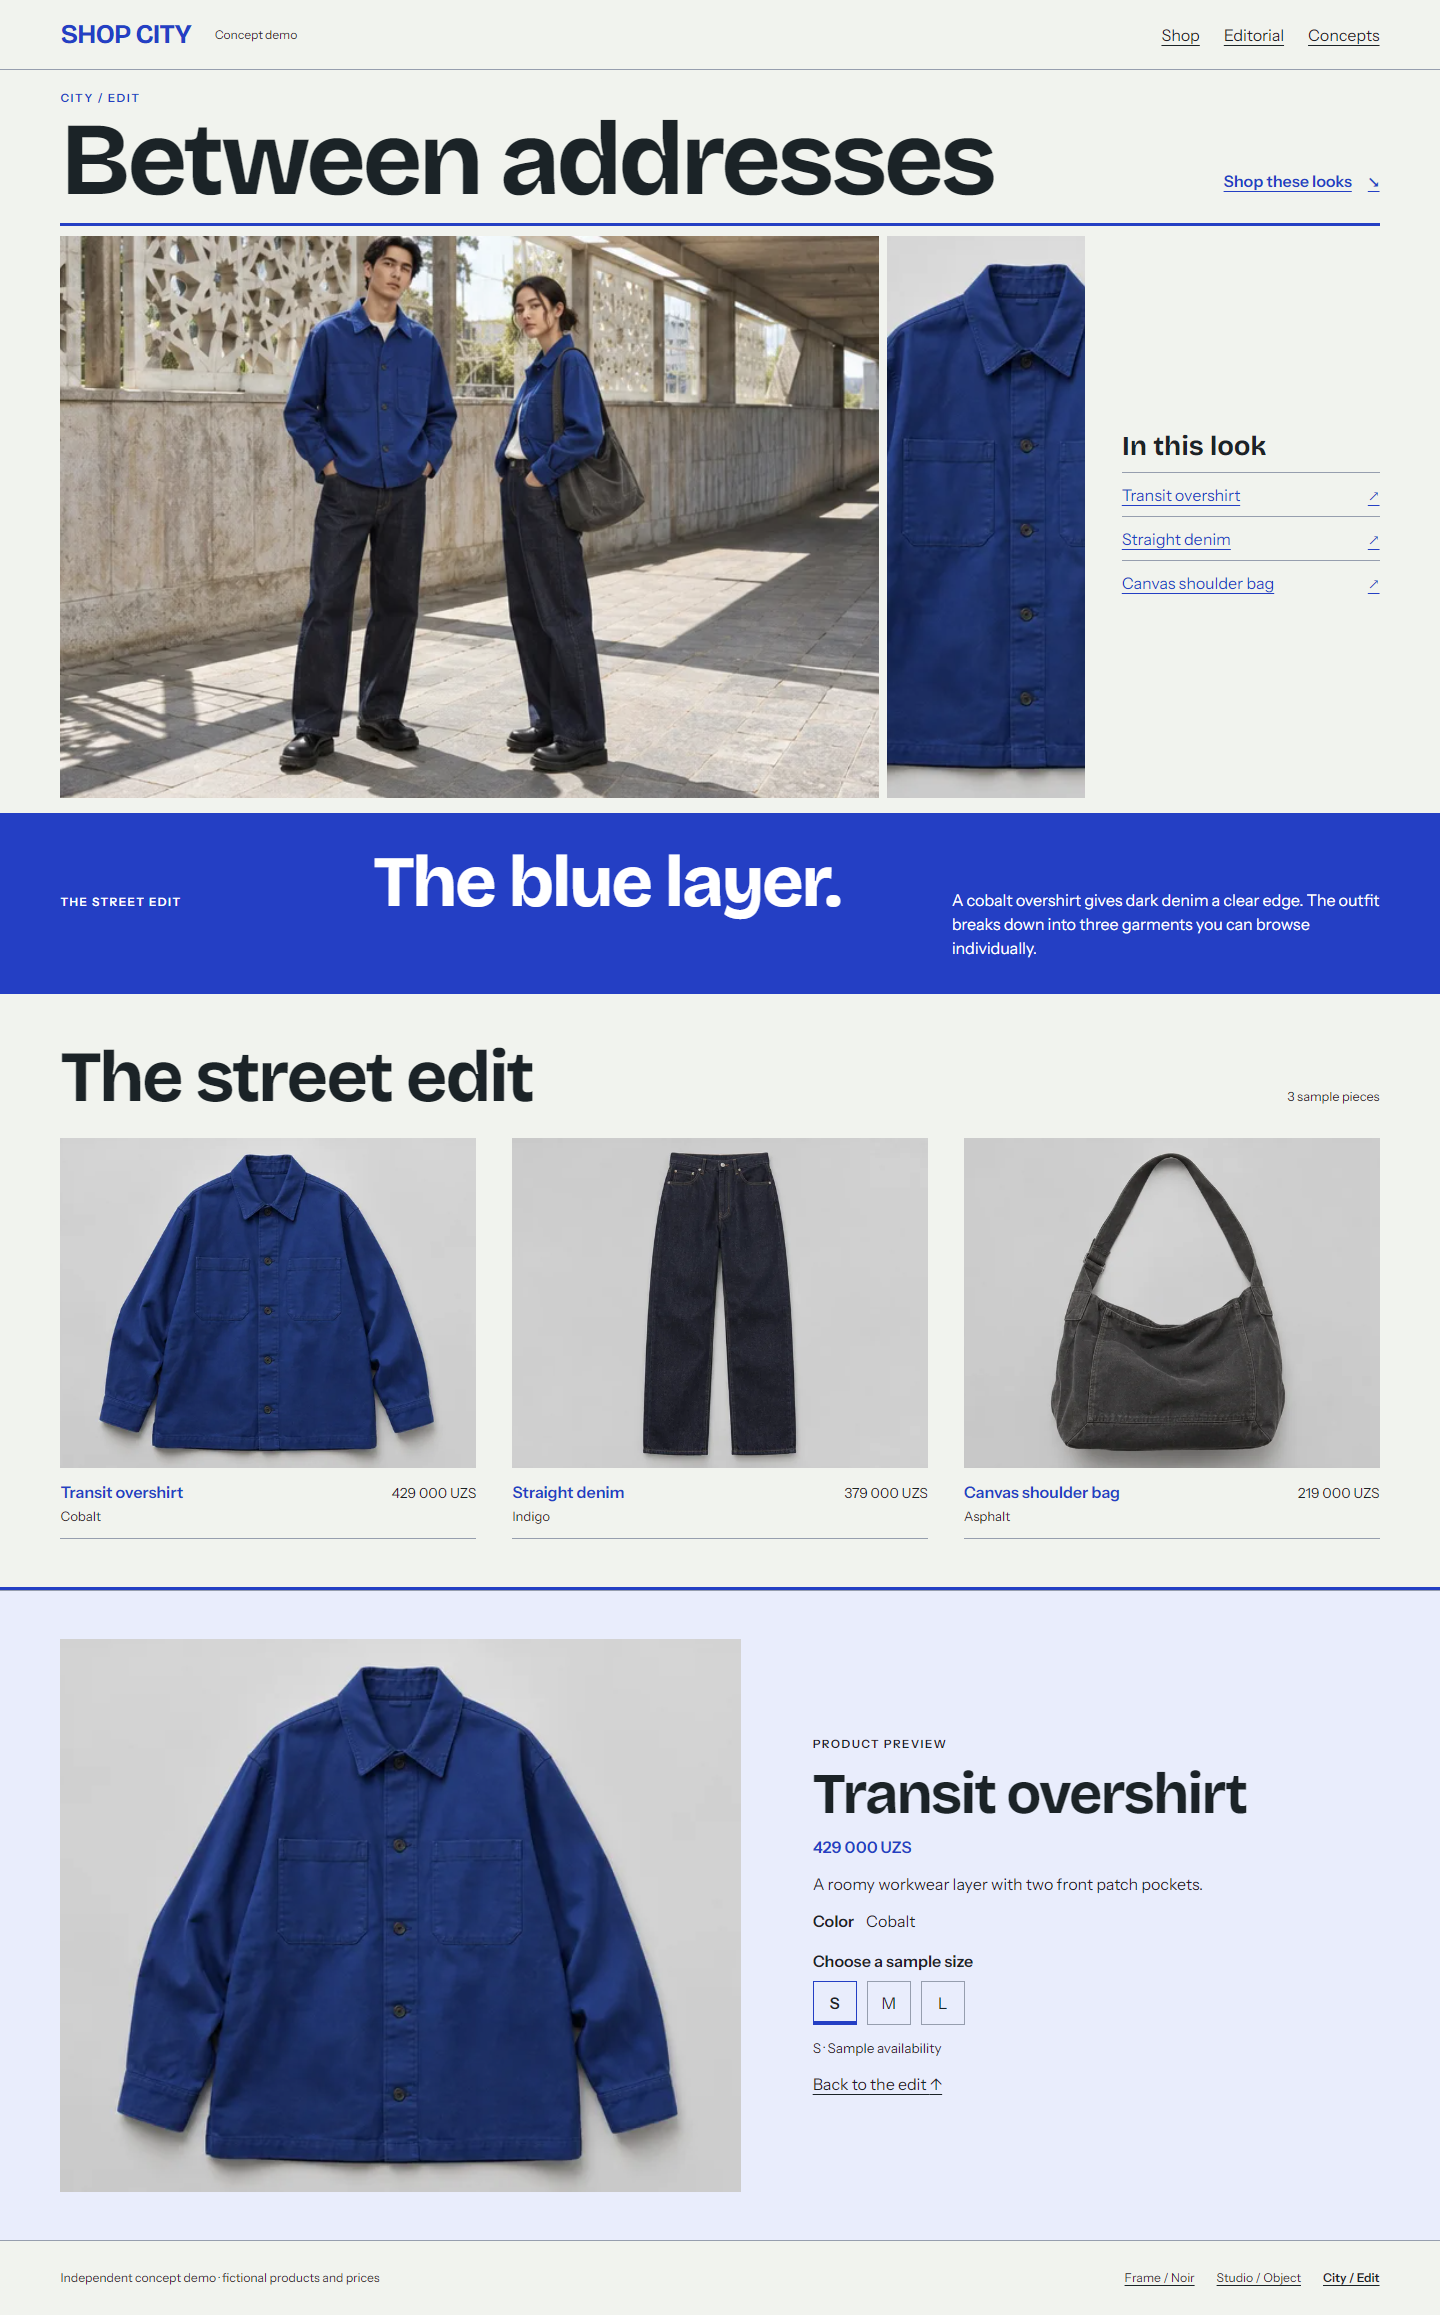 SHOP CITY
Concept demo
Shop
Editorial
Concepts
CITY / EDIT
Between addresses
Shop these looks ↘
In this look
Transit overshirt ↗
Straight denim ↗
Canvas shoulder bag ↗
THE STREET EDIT
The blue layer.
A cobalt overshirt gives dark denim a clear edge. The outfit
breaks down into three garments you can browse
individually.
The street edit
3 sample pieces
Transit overshirt
429 000 UZS
Cobalt
Straight denim
379 000 UZS
Indigo
Canvas shoulder bag
219 000 UZS
Asphalt
PRODUCT PREVIEW
Transit overshirt
429 000 UZS
A roomy workwear layer with two front patch pockets.
Color Cobalt
Choose a sample size
S
M
L
S · Sample availability
Back to the edit ↑
Independent concept demo · fictional products and prices
Frame / Noir
Studio / Object
City / Edit